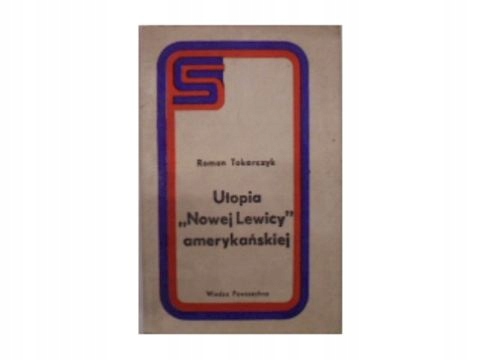 S
Roman Tokarczyk
Utopia
„Nowej Lewicy”
amerykańskiej
Wiedza Powszechna